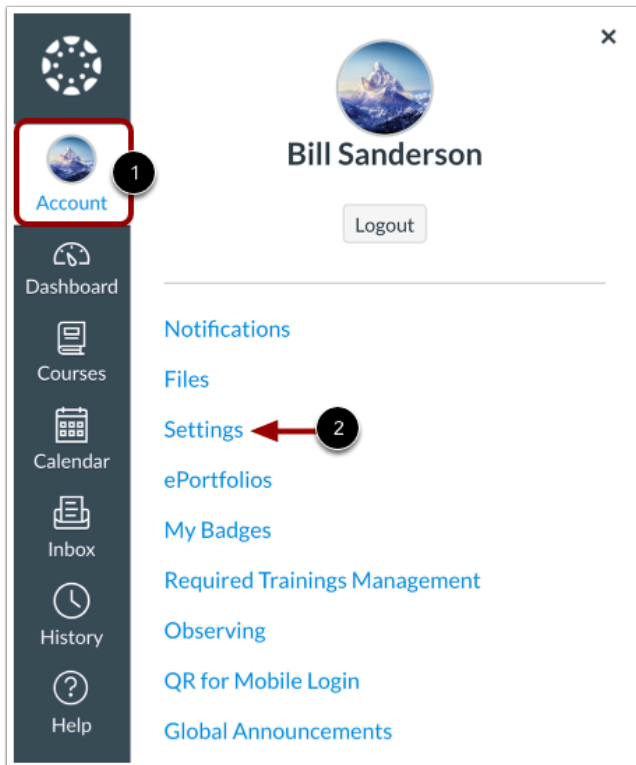 Account
1
Dashboard
Courses
Calendar
Inbox
History
Help
×
Bill Sanderson
Logout
Notifications
Files
Settings
2
ePortfolios
My Badges
Required Trainings Management
Observing
QR for Mobile Login
Global Announcements